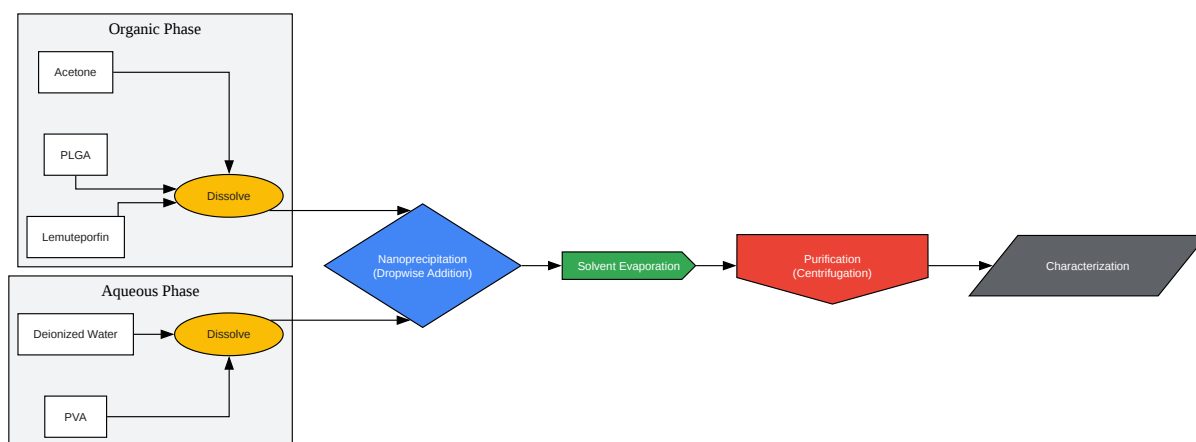 Organic Phase
Acetone
PLGA
Lemuteporfin
Dissolve
Aqueous Phase
Deionized Water
PVA
Dissolve
Nanoprecipitation
(Dropwise Addition)
Solvent Evaporation
Purification
(Centrifugation)
Characterization